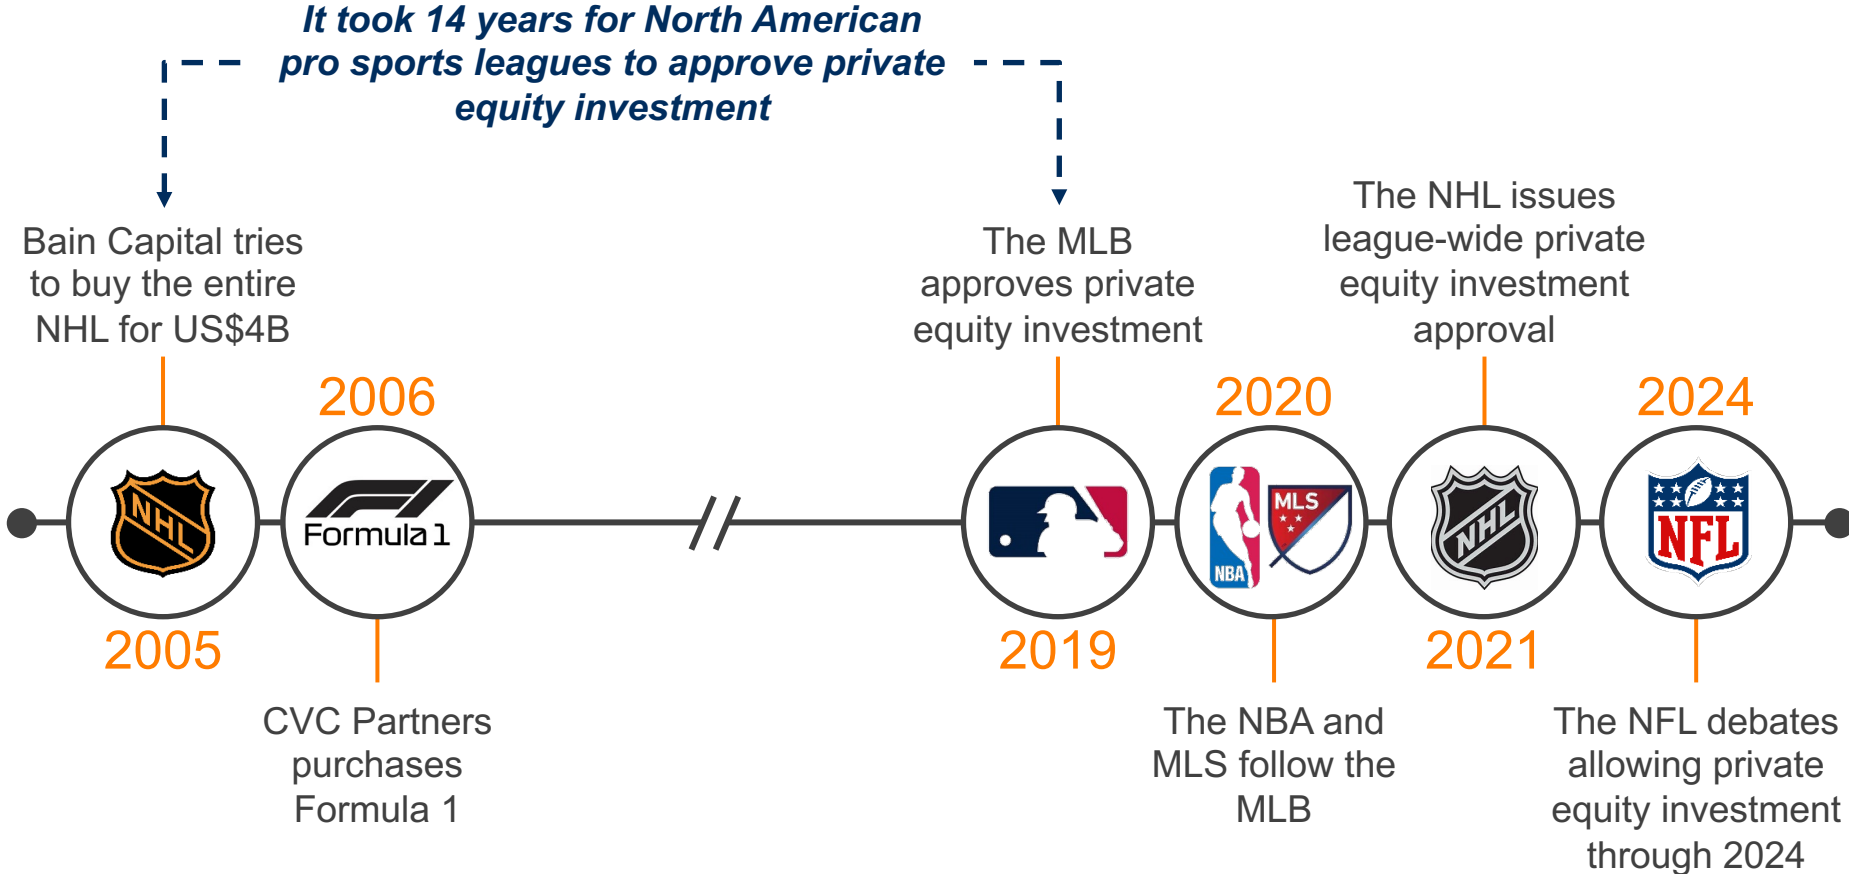 It took 14 years for North American
pro sports leagues to approve private
equity investment
Bain Capital tries
to buy the entire
NHL for US$4B
The MLB
approves private
equity investment
The NHL issues
league-wide private
equity investment
approval
2006
2020
2024
NHL
Formula 1
NBA
MLS
NHL
NFL
2005
2019
2021
CVC Partners
purchases
Formula 1
The NBA and
MLS follow the
MLB
The NFL debates
allowing private
equity investment
through 2024